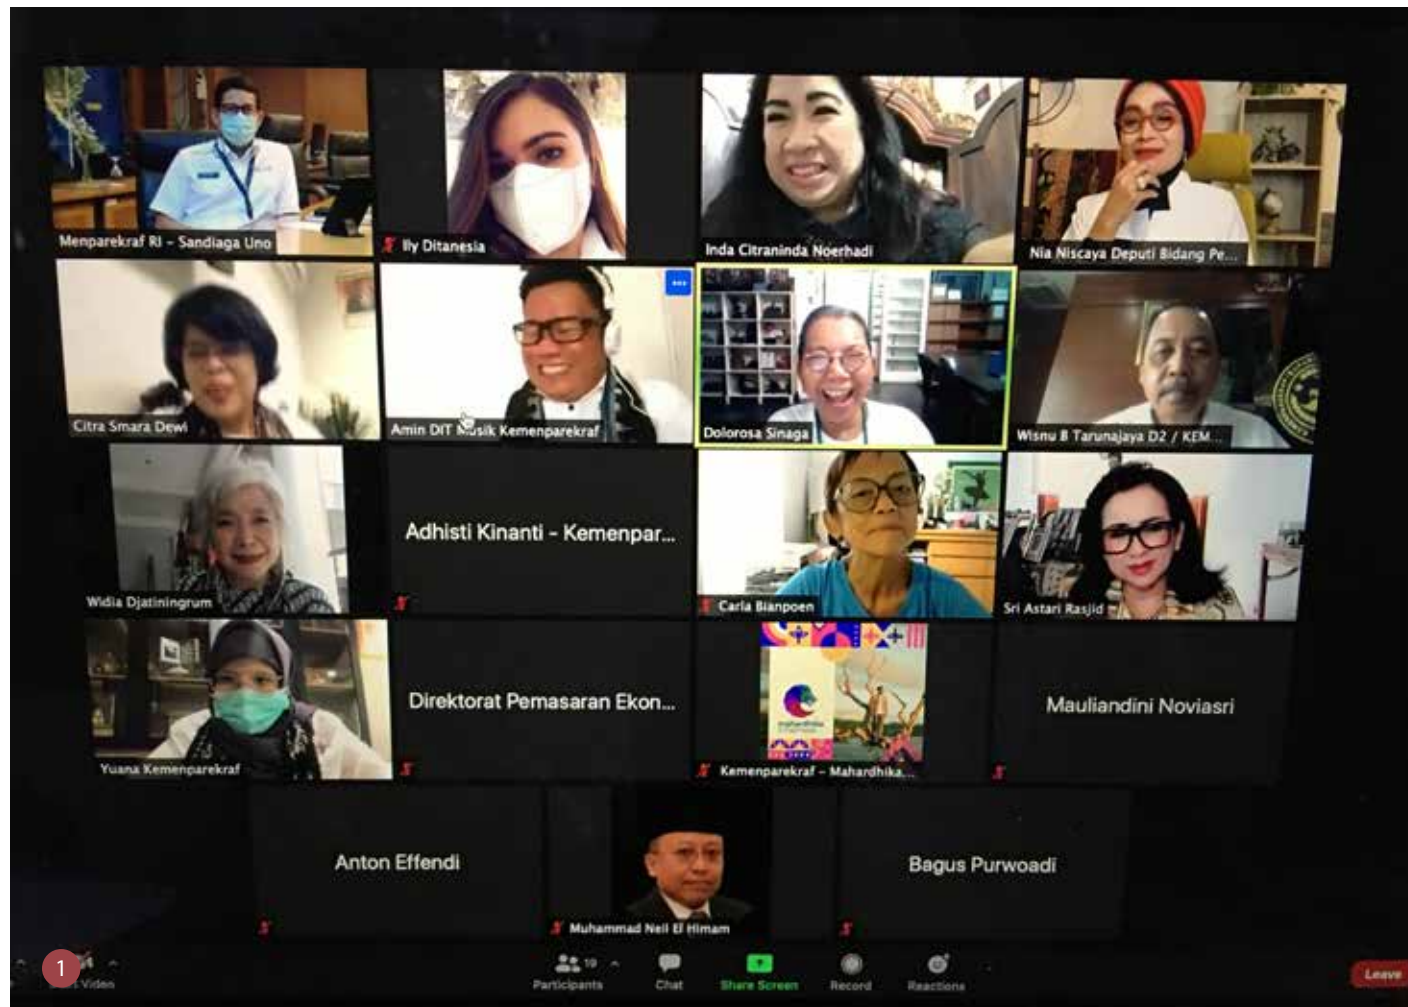 Menparekraf RI - Sandiaga Uno
Ily Ditanesia
Inda Citraninda Noerhadi
Nia Niscaya Deputi Bidang Pe...
Citra Smara Dewi
Amin DIT Musik Kemenparekraf
Dolorosa Sinaga
Wisnu B Tarunajaya D2 / KEM...
Widia Djatiningrum
Adhisti Kinanti - Kemenpar...
Carla Bianpoen
Sri Astari Rasjid
Yuana Kemenparekraf
Direktorat Pemasaran Ekon...
mahardhika
Kemenparekraf - Mahardhika...
Mauliandini Noviasri
Anton Effendi
Muhammad Neil El Himam
Bagus Purwoadi
1
Video
Participants
19
Chat
Share Screen
Record
Reactions
Leave